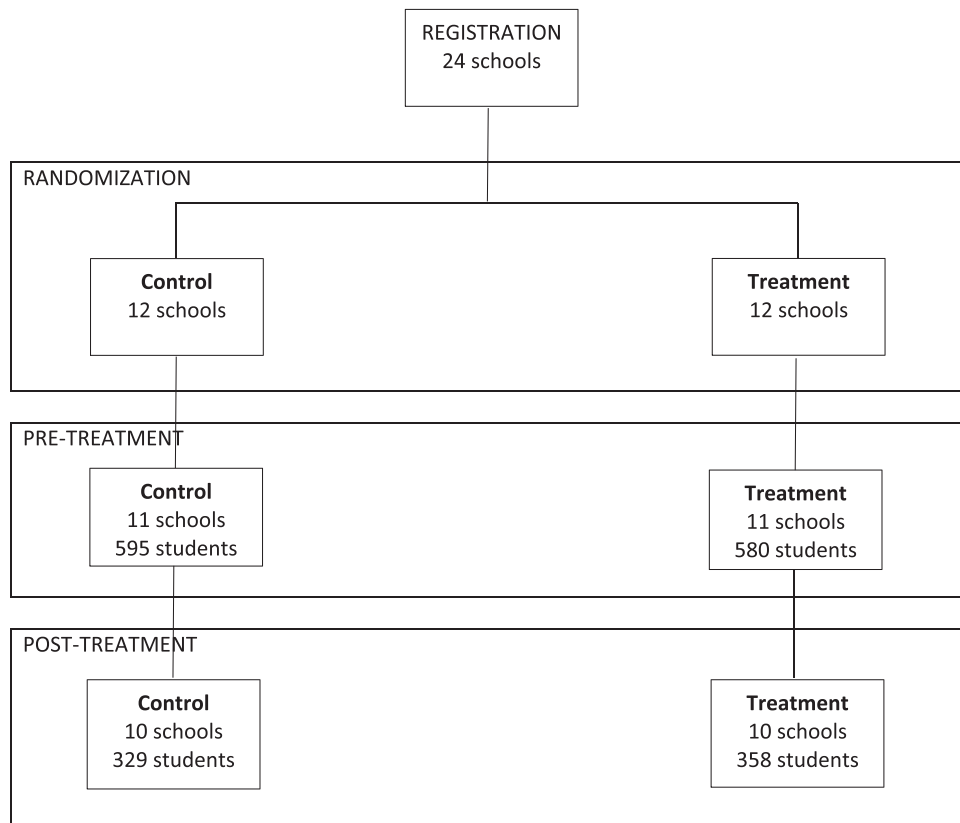 REGISTRATION
24 schools
RANDOMIZATION
Control
12 schools
Treatment
12 schools
PRE-TREATMENT
Control
11 schools
595 students
Treatment
11 schools
580 students
POST-TREATMENT
Control
10 schools
329 students
Treatment
10 schools
358 students